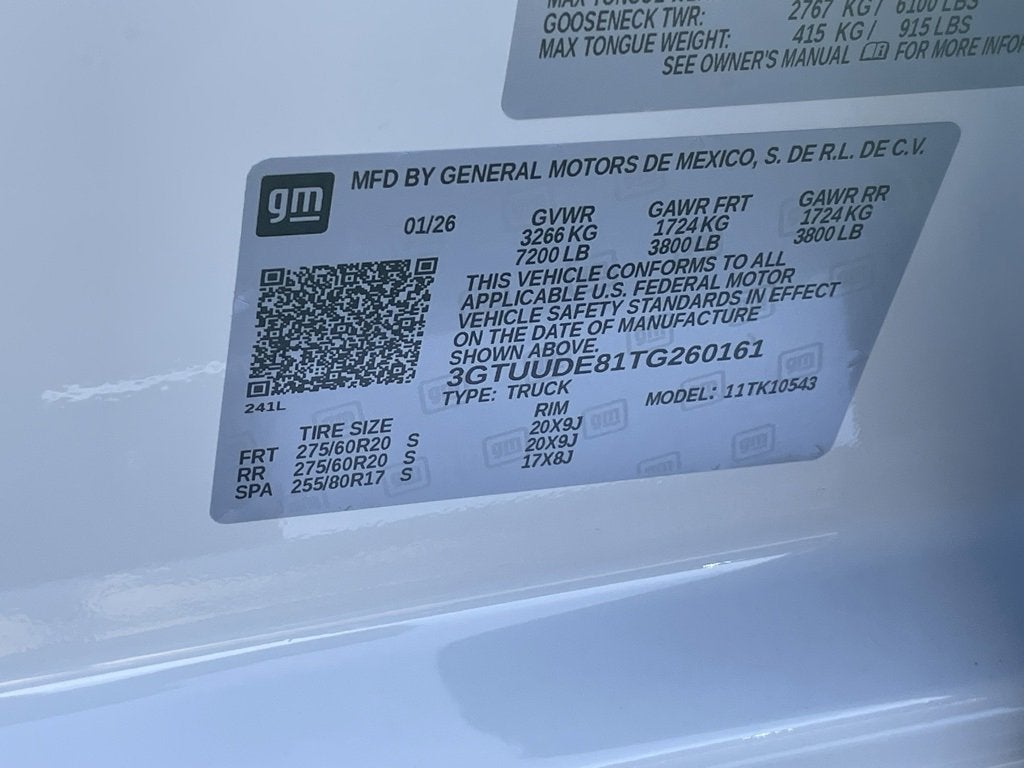 MAX TONGUE
2767 KG / 6100 LBS
GOOSENECK TWR:
MAX TONGUE WEIGHT: 415 KG / 915 LBS
SEE OWNER'S MANUAL FOR MORE INFOR
gm
MFD BY GENERAL MOTORS DE MEXICO, S. DE R.L. DE C.V.
01/26 GVWR GAWR FRT GAWR RR
3266 KG 1724 KG 1724 KG
7200 LB 3800 LB 3800 LB
THIS VEHICLE CONFORMS TO ALL
APPLICABLE U.S. FEDERAL MOTOR
VEHICLE SAFETY STANDARDS IN EFFECT
ON THE DATE OF MANUFACTURE
SHOWN ABOVE.
3GTUUDE81TG260161
TYPE: TRUCK MODEL: 11TK10543
241L
TIRE SIZE RIM
FRT 275/60R20 S 20X9J
RR 275/60R20 S 20X9J
SPA 255/80R17 S 17X8J